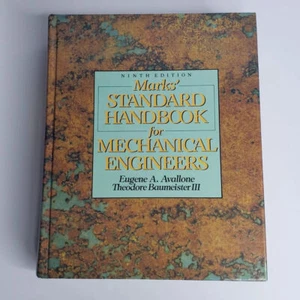 NINTH EDITION
Marks'
STANDARD
HANDBOOK
for
MECHANICAL
ENGINEERS
Eugene A. Avallone
Theodore Baumeister III